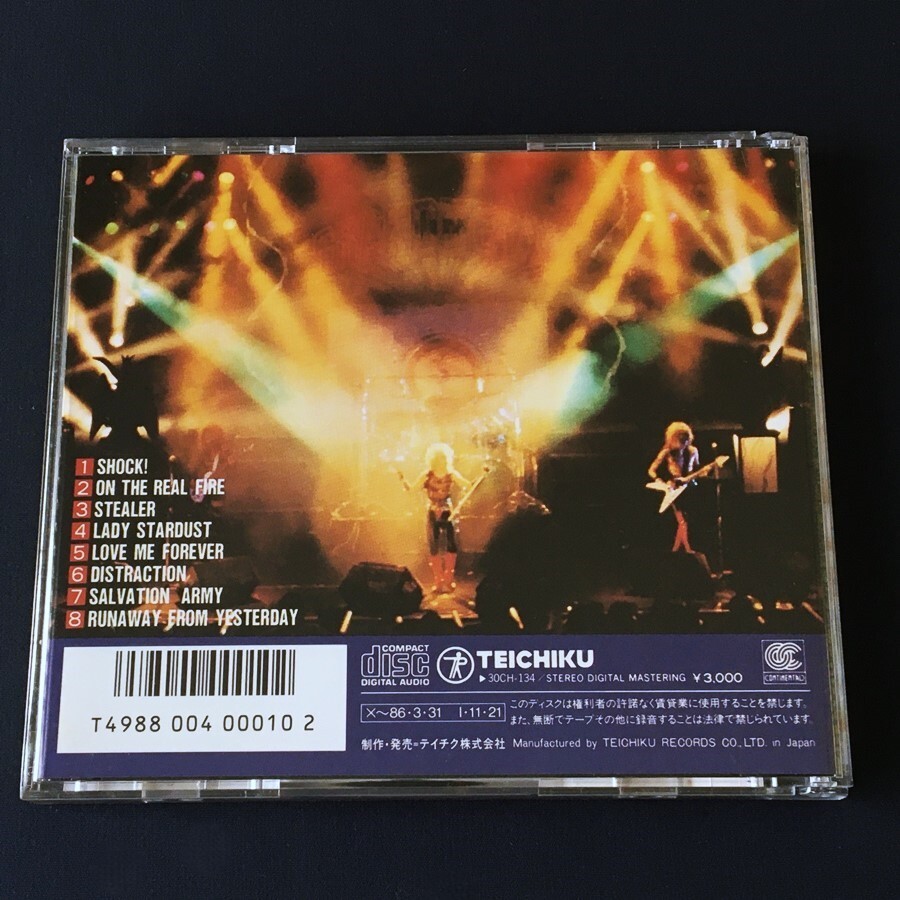 1 SHOCK!
2 ON THE REAL FIRE
3 STEALER
4 LADY STARDUST
5 LOVE ME FOREVER
6 DISTRACTION
7 SALVATION ARMY
8 RUNAWAY FROM YESTERDAY
T4988 004 00010 2
COMPACT
disc
DIGITAL AUDIO
TEICHIKU
▶30CH-134/STEREO DIGITAL MASTERING ¥3,000
CONTINENTAL
X〜86・3・31 I・11・21
このディスクは権利者の許諾なく賃貸業に使用することを禁じます。
また、無断でテープその他に録音することは法律で禁じられています。
制作・発売=テイチク株式会社 Manufactured by TEICHIKU RECORDS CO.,LTD. in Japan